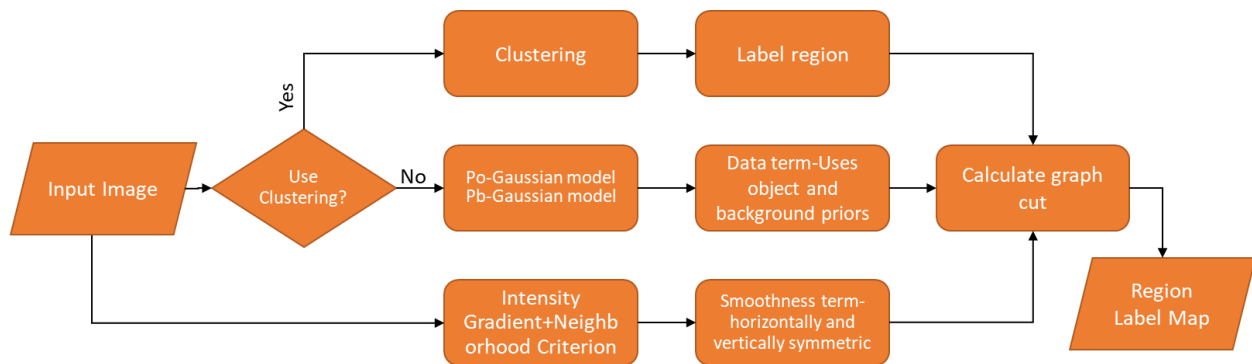 Clustering
Label region
Yes
Input Image
Use
Clustering?
No
Po-Gaussian model
Pb-Gaussian model
Data term-Uses
object and
background priors
Calculate graph
cut
Intensity
Gradient+Neighb
orhood Criterion
Smoothness term-
horizontally and
vertically symmetric
Region
Label Map